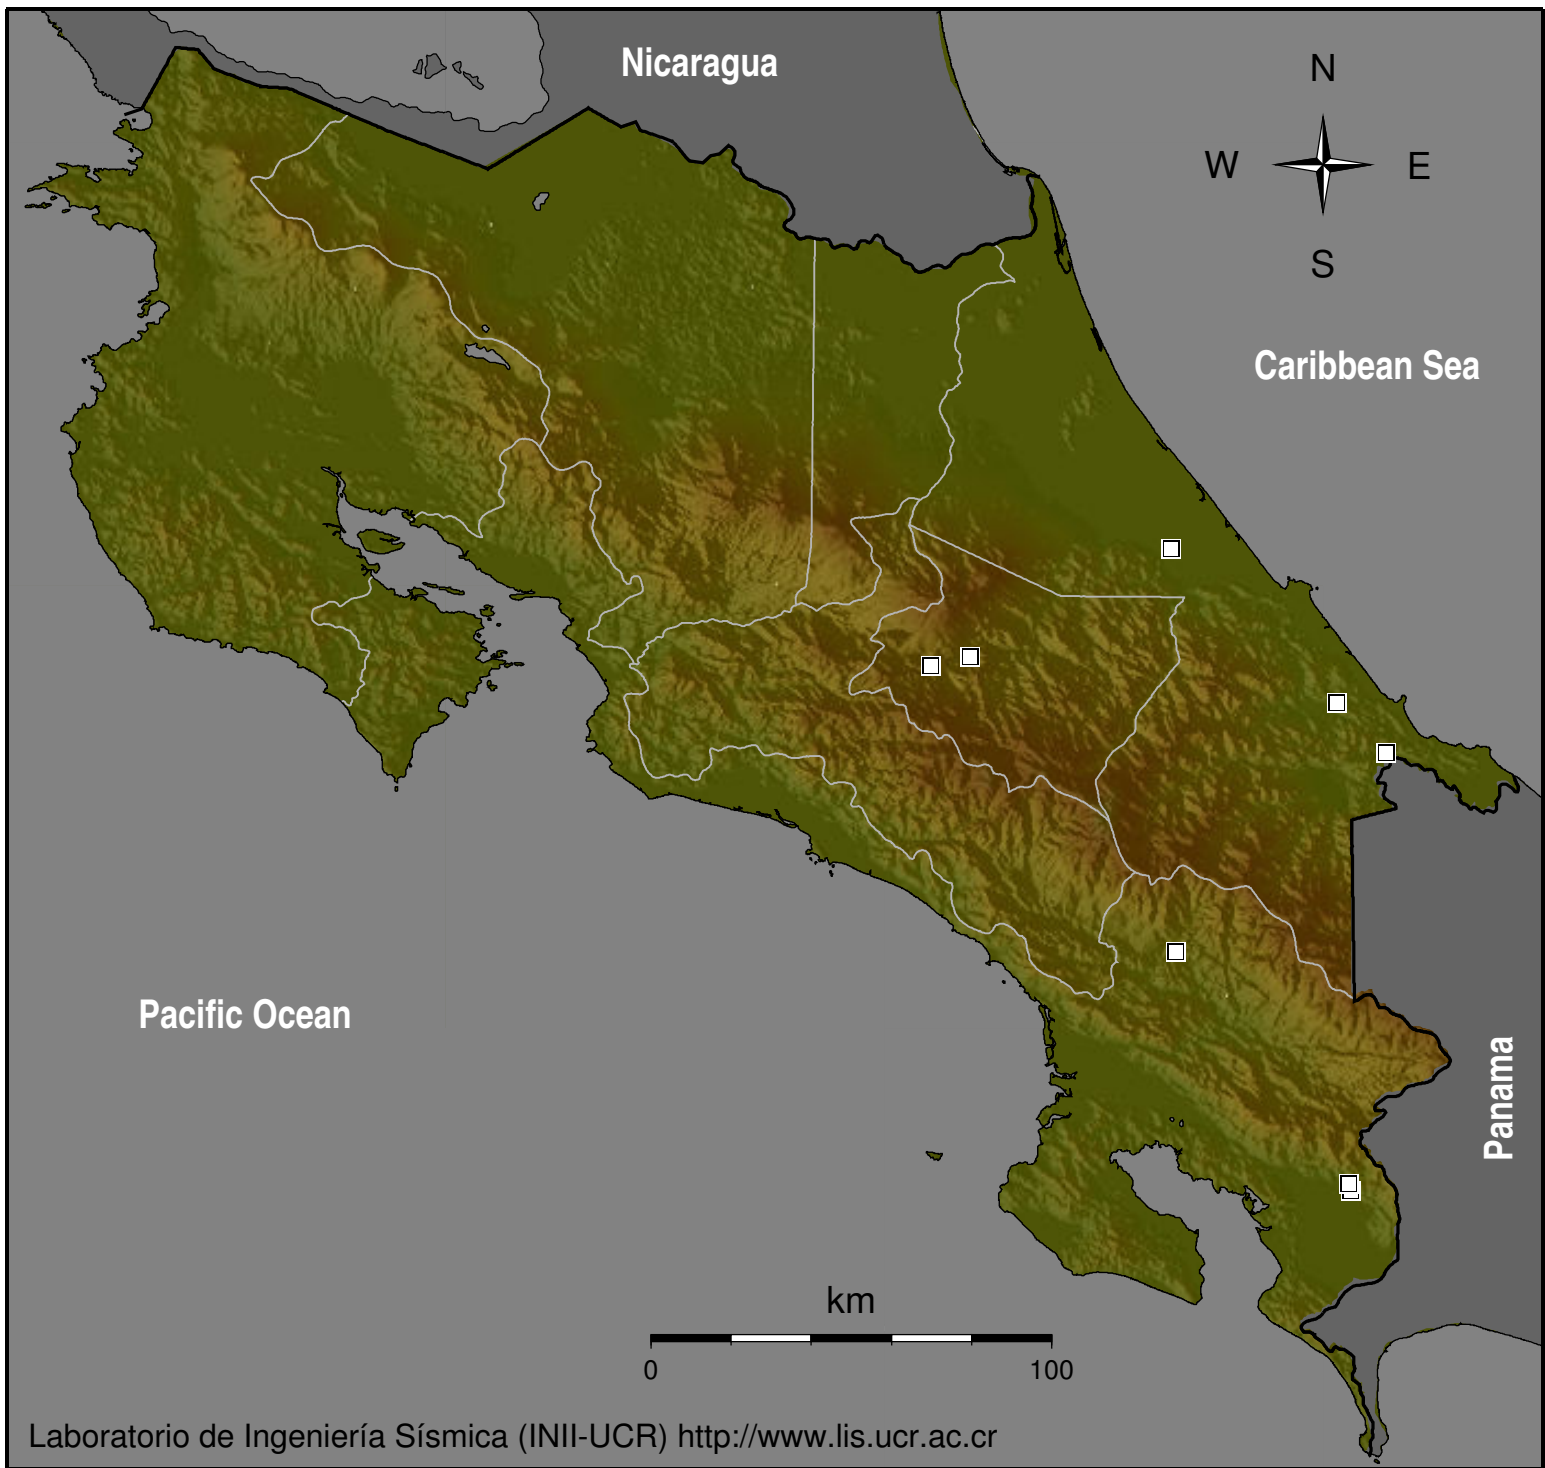 Nicaragua
N
W
E
S
Caribbean Sea
Pacific Ocean
Panama
km
0
100
Laboratorio de Ingeniería Sísmica (INII-UCR) http://www.lis.ucr.ac.cr